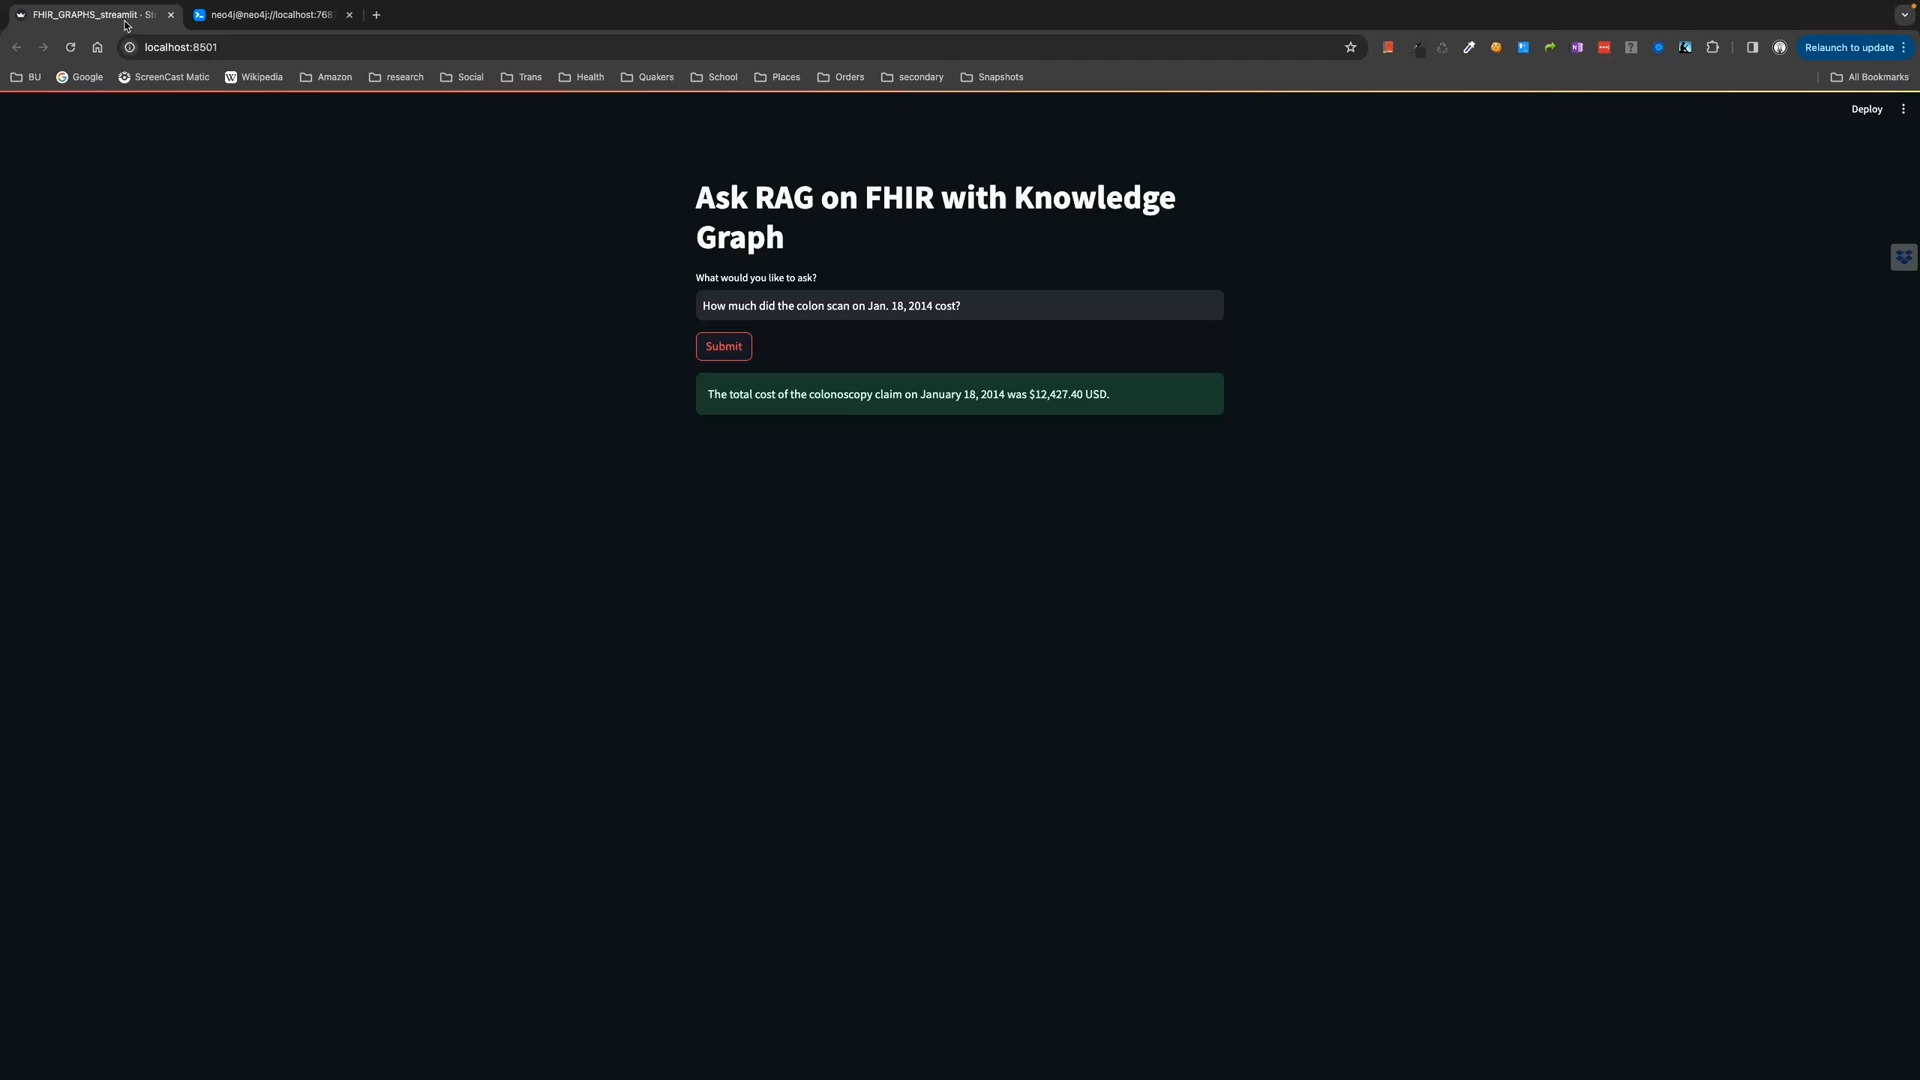 FHIR_GRAPHS_streamlit · St
neo4j@neo4j://localhost:768
localhost:8501
Relaunch to update
BU
Google
ScreenCast Matic
Wikipedia
Amazon
research
Social
Trans
Health
Quakers
School
Places
Orders
secondary
Snapshots
All Bookmarks
Deploy
Ask RAG on FHIR with Knowledge
Graph
What would you like to ask?
How much did the colon scan on Jan. 18, 2014 cost?
Submit
The total cost of the colonoscopy claim on January 18, 2014 was $12,427.40 USD.